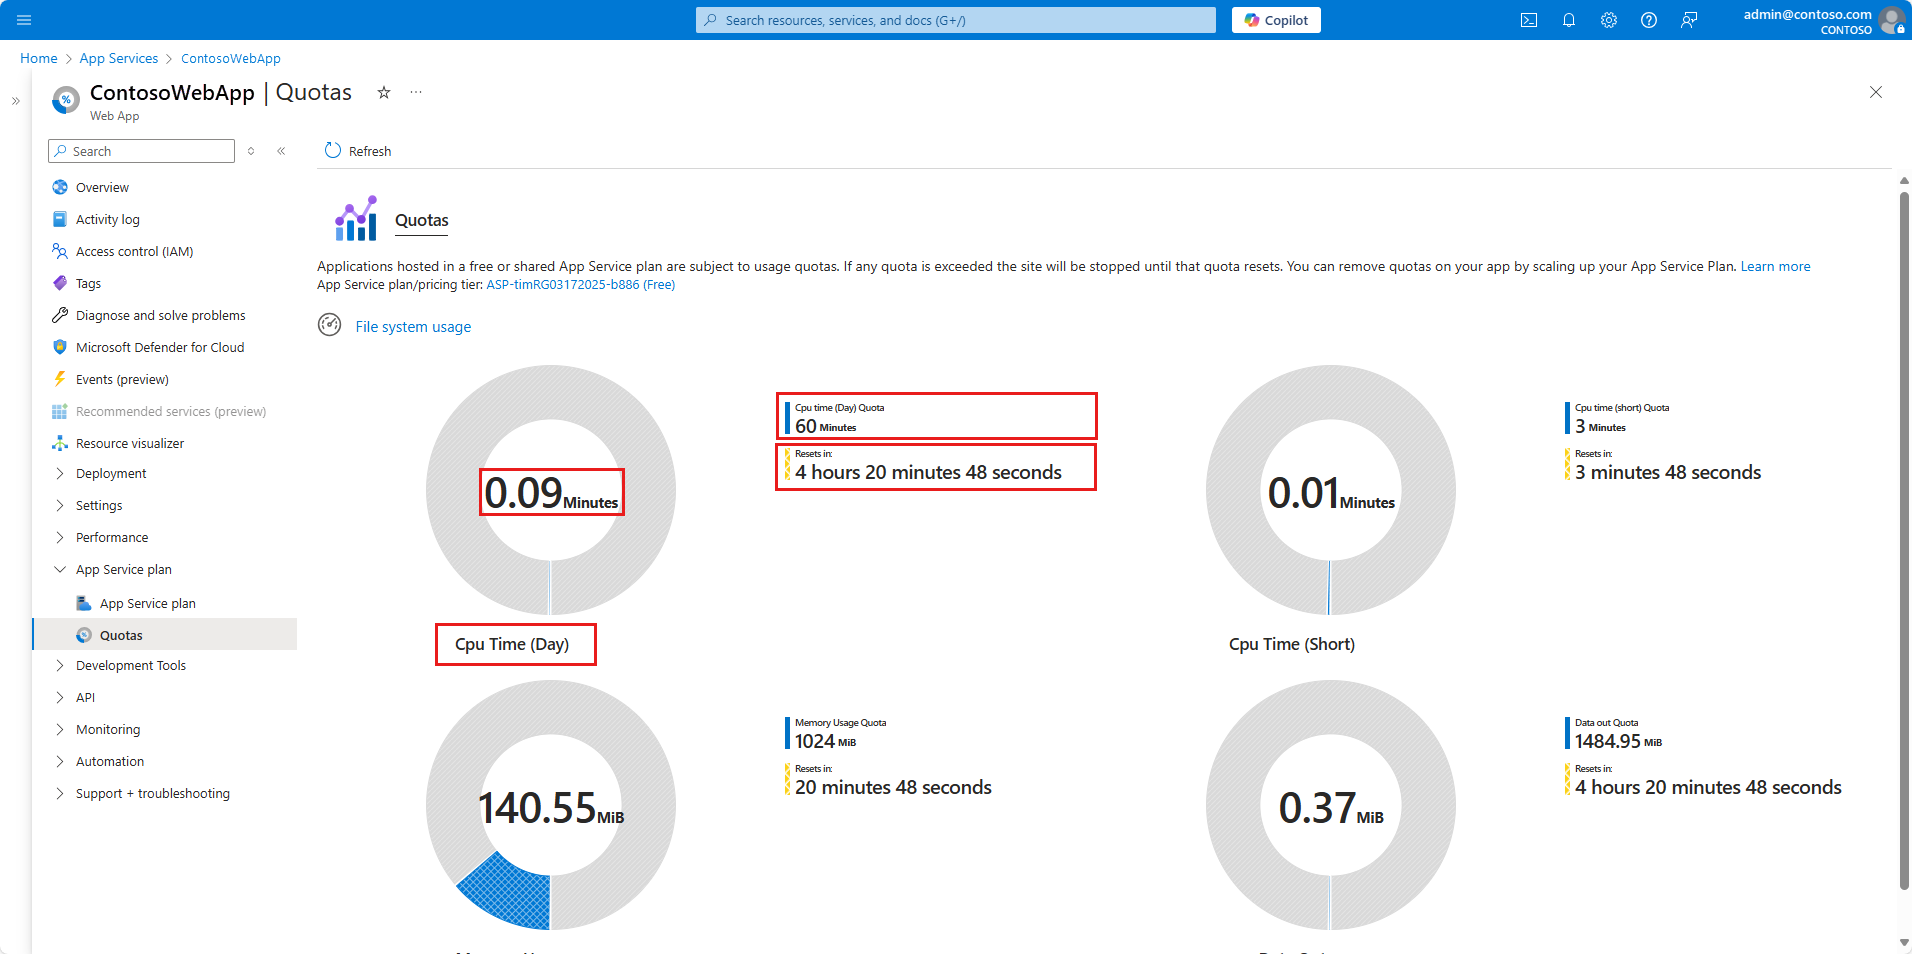 Search resources, services, and docs (G+/)
Copilot
admin@contoso.com
CONTOSO
Home
App Services
ContosoWebApp
ContosoWebApp | Quotas
Web App
Search
Refresh
Overview
Activity log
Access control (IAM)
Tags
Diagnose and solve problems
Microsoft Defender for Cloud
Events (preview)
Recommended services (preview)
Resource visualizer
Deployment
Settings
Performance
App Service plan
App Service plan
Quotas
Development Tools
API
Monitoring
Automation
Support + troubleshooting
Quotas
Applications hosted in a free or shared App Service plan are subject to usage quotas. If any quota is exceeded the site will be stopped until that quota resets. You can remove quotas on your app by scaling up your App Service Plan. Learn more
App Service plan/pricing tier: ASP-timRG03172025-b886 (Free)
File system usage
0.09 Minutes
Cpu time (Day) Quota
60 Minutes
Resets in:
4 hours 20 minutes 48 seconds
Cpu Time (Day)
0.01 Minutes
Cpu time (short) Quota
3 Minutes
Resets in:
3 minutes 48 seconds
Cpu Time (Short)
140.55 MiB
Memory Usage Quota
1024 MiB
Resets in:
20 minutes 48 seconds
0.37 MiB
Data out Quota
1484.95 MiB
Resets in:
4 hours 20 minutes 48 seconds